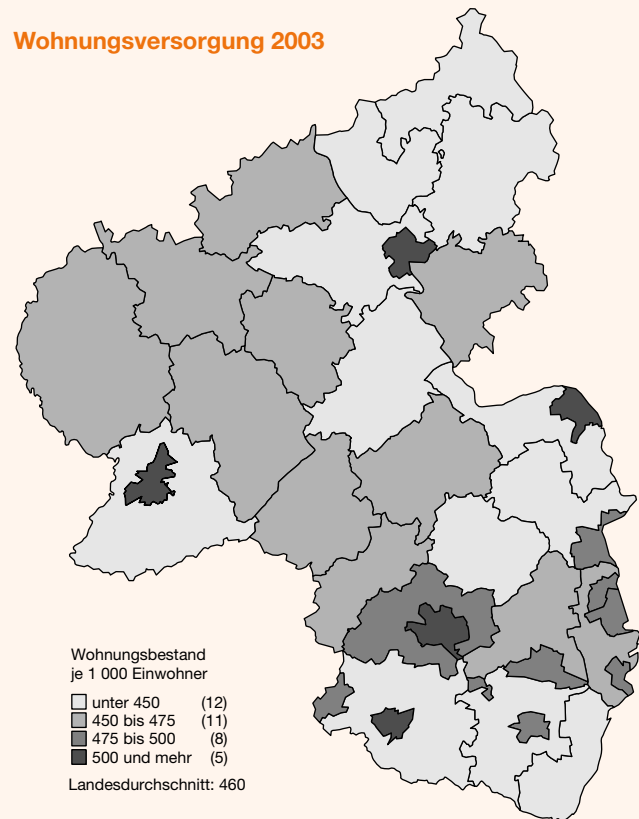 Wohnungsversorgung 2003
Wohnungsbestand
je 1 000 Einwohner
unter 450 (12)
450 bis 475 (11)
475 bis 500 (8)
500 und mehr (5)
Landesdurchschnitt: 460